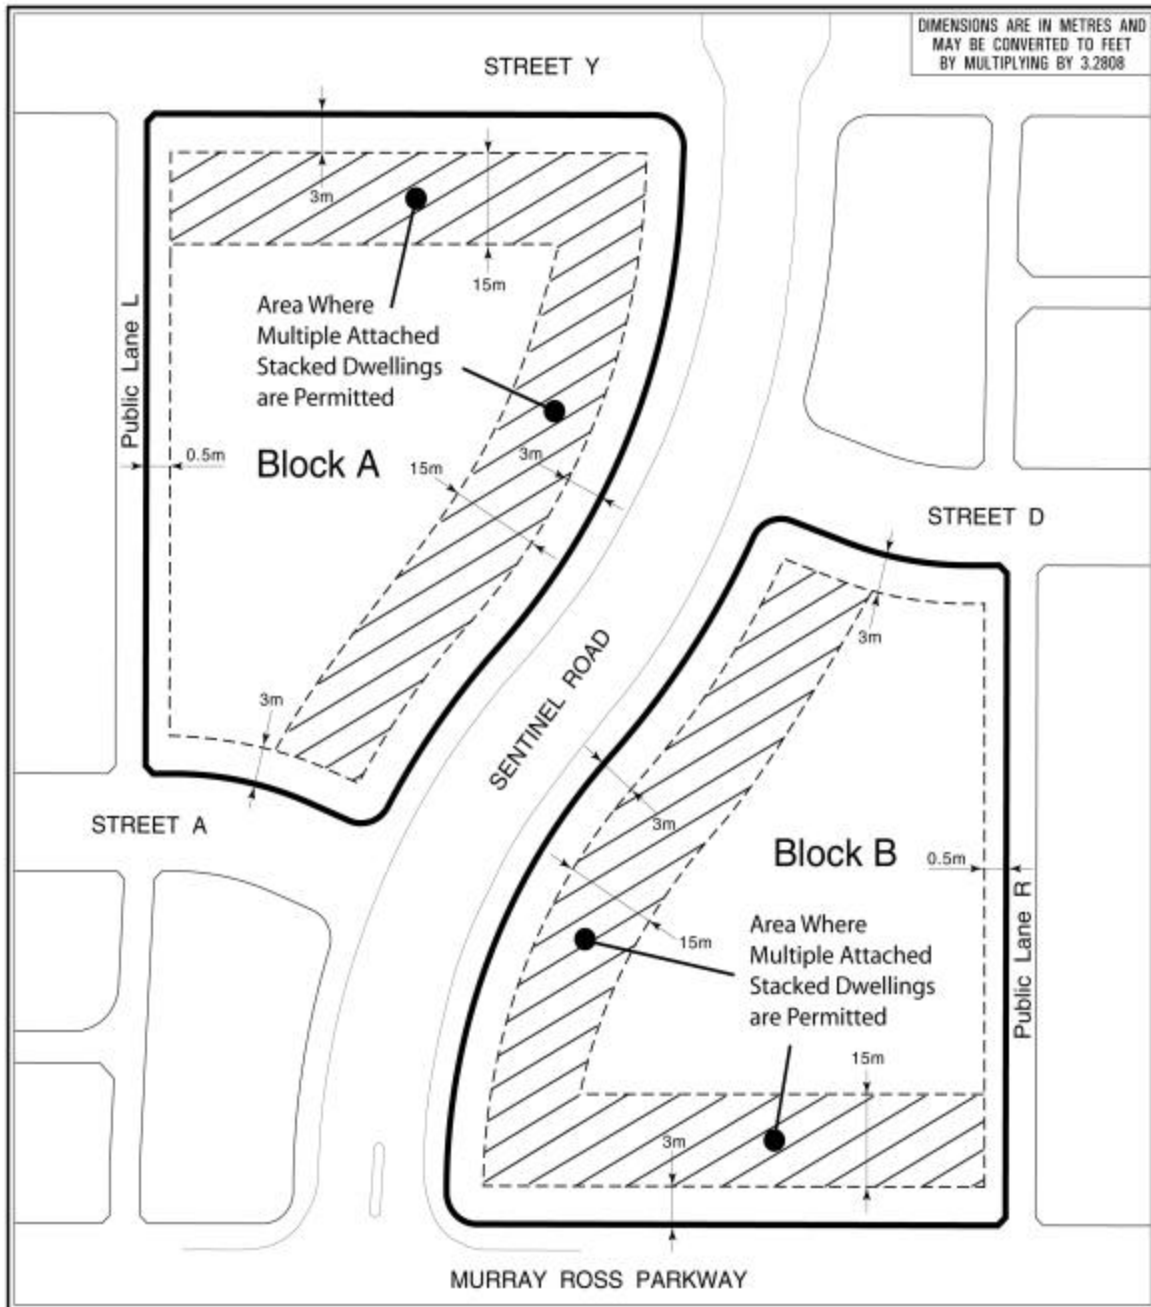 DIMENSIONS ARE IN METRES AND
MAY BE CONVERTED TO FEET
BY MULTIPLYING BY 3.2808
STREET Y
3m
15m
Area Where
Multiple Attached
Stacked Dwellings
are Permitted
Public Lane L
0.5m
Block A
15m
3m
STREET D
3m
SENTINEL ROAD
3m
STREET A
3m
Block B
0.5m
Area Where
Multiple Attached
Stacked Dwellings
are Permitted
15m
Public Lane R
15m
3m
MURRAY ROSS PARKWAY